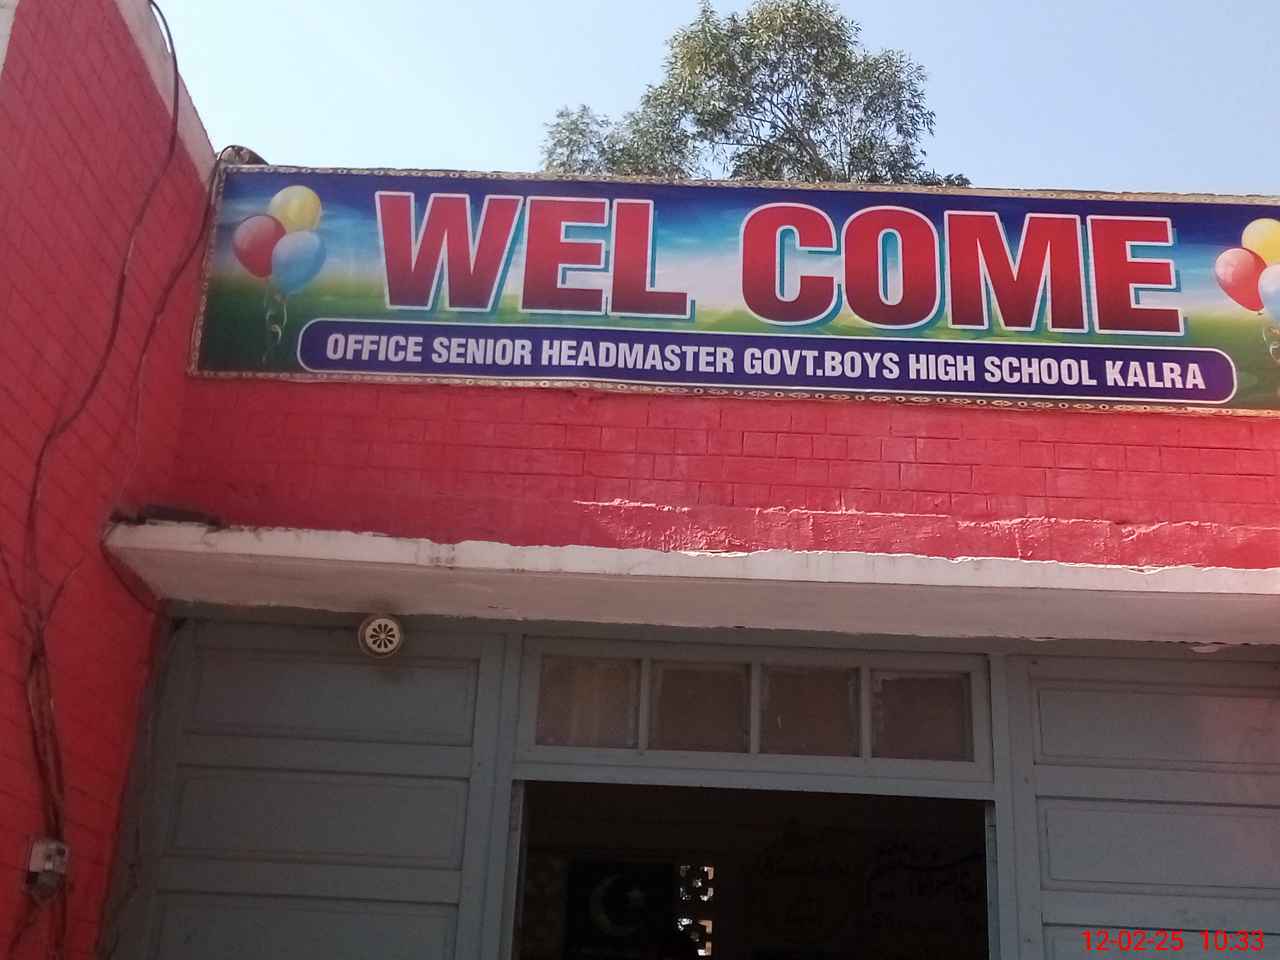 WEL COME
OFFICE SENIOR HEADMASTER GOVT.BOYS HIGH SCHOOL KALRA
12-02-25 10:33